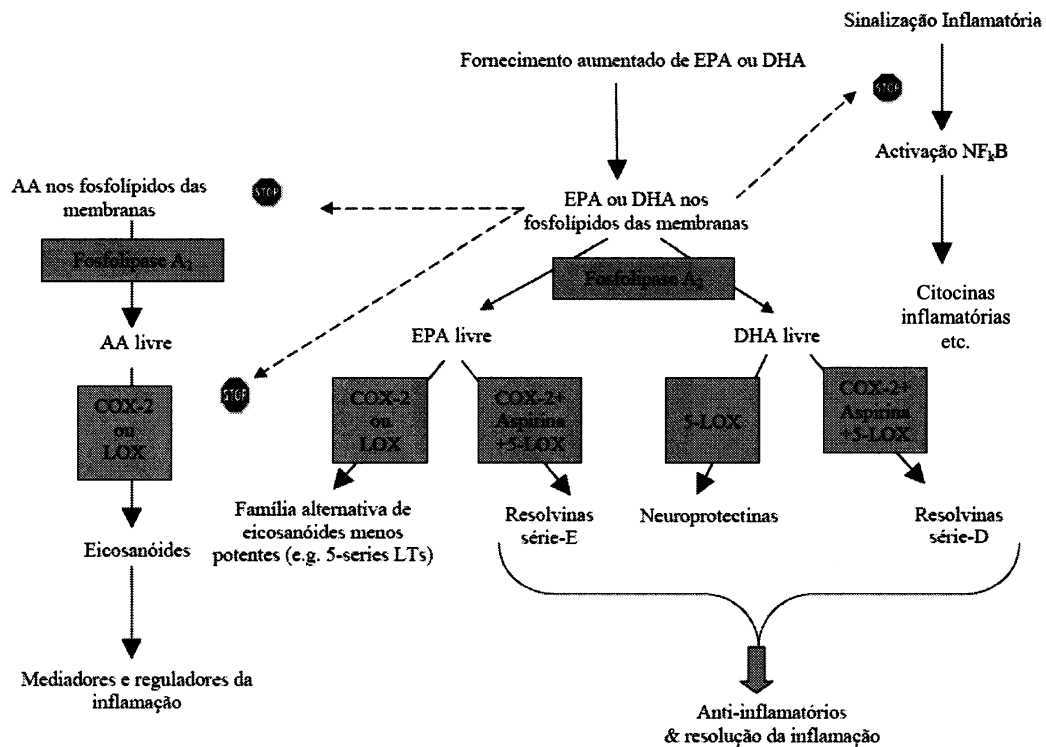 Sinalização Inflamatória
Fornecimento aumentado de EPA ou DHA
STOP
Activação NFkB
AA nos fosfolípidos das
membranas
STOP
EPA ou DHA nos
fosfolípidos das membranas
Fosfolipase A2
Fosfolipase A2
Citocinas
inflamatórias
etc.
AA livre
EPA livre
DHA livre
STOP
COX-2
ou
LOX
COX-2
ou
LOX
COX-2+
Aspirina
+5-LOX
5-LOX
COX-2+
Aspirina
+5-LOX
Eicosanóides
Família alternativa de
eicosanóides menos
potentes (e.g. 5-series LTs)
Resolvinas
série-E
Neuroprotectinas
Resolvinas
série-D
Mediadores e reguladores da
inflamação
Anti-inflamatórios
& resolução da inflamação